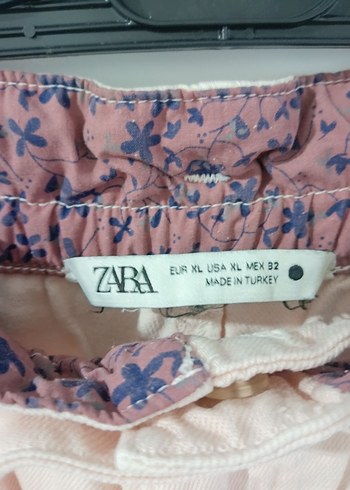 ZARA
EUR XL USA XL MEX 32
MADE IN TURKEY